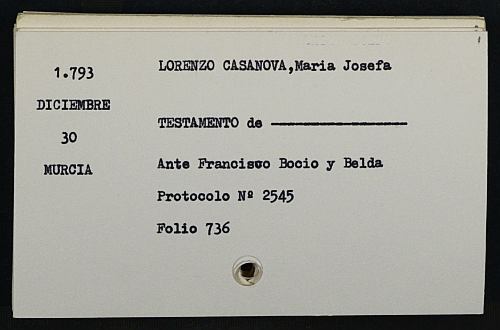 1.793
DICIEMBRE
30
MURCIA
LORENZO CASANOVA,Maria Josefa
TESTAMENTO de ------------------
Ante Francisco Bocio y Belda
Protocolo Nº 2545
Folio 736